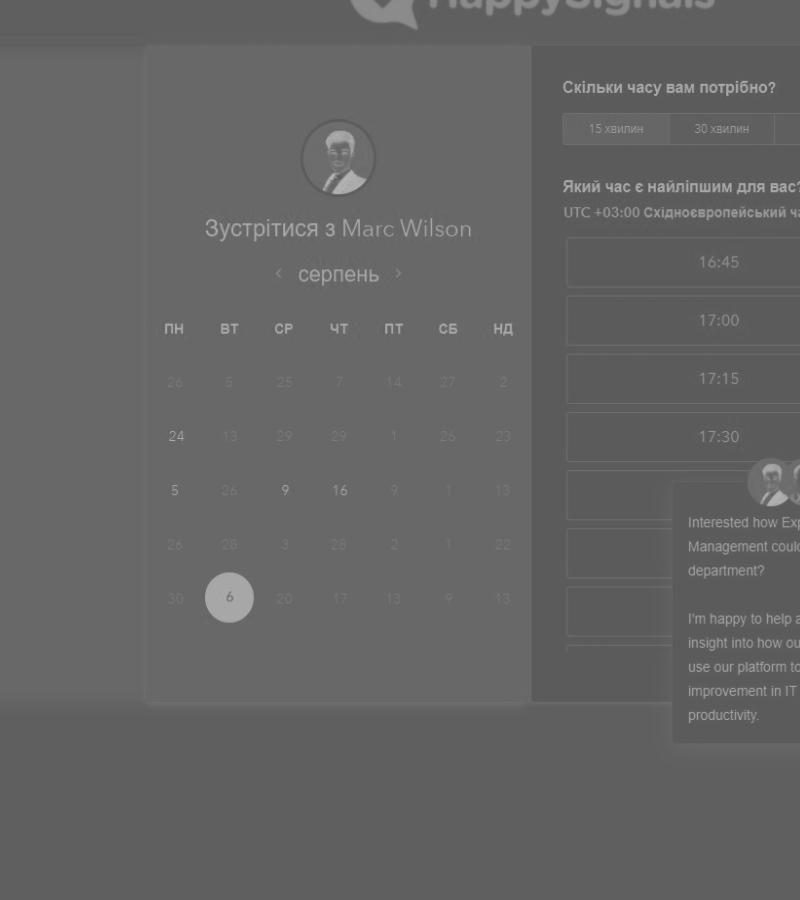 HappySignals
Зустрітися з Marc Wilson
серпень
ПН ВТ СР ЧТ ПТ СБ НД
26 5 25 7 14 27 2
24 13 29 29 1 26 23
5 26 9 16 9 1 13
26 28 3 28 2 1 22
30 6 20 17 13 9 13
Скільки часу вам потрібно?
15 хвилин 30 хвилин
Який час є найліпшим для вас?
UTC +03:00 Східноєвропейський ча
16:45
17:00
17:15
17:30
Interested how Exp
Management could
department?
I'm happy to help a
insight into how ou
use our platform to
improvement in IT
productivity.